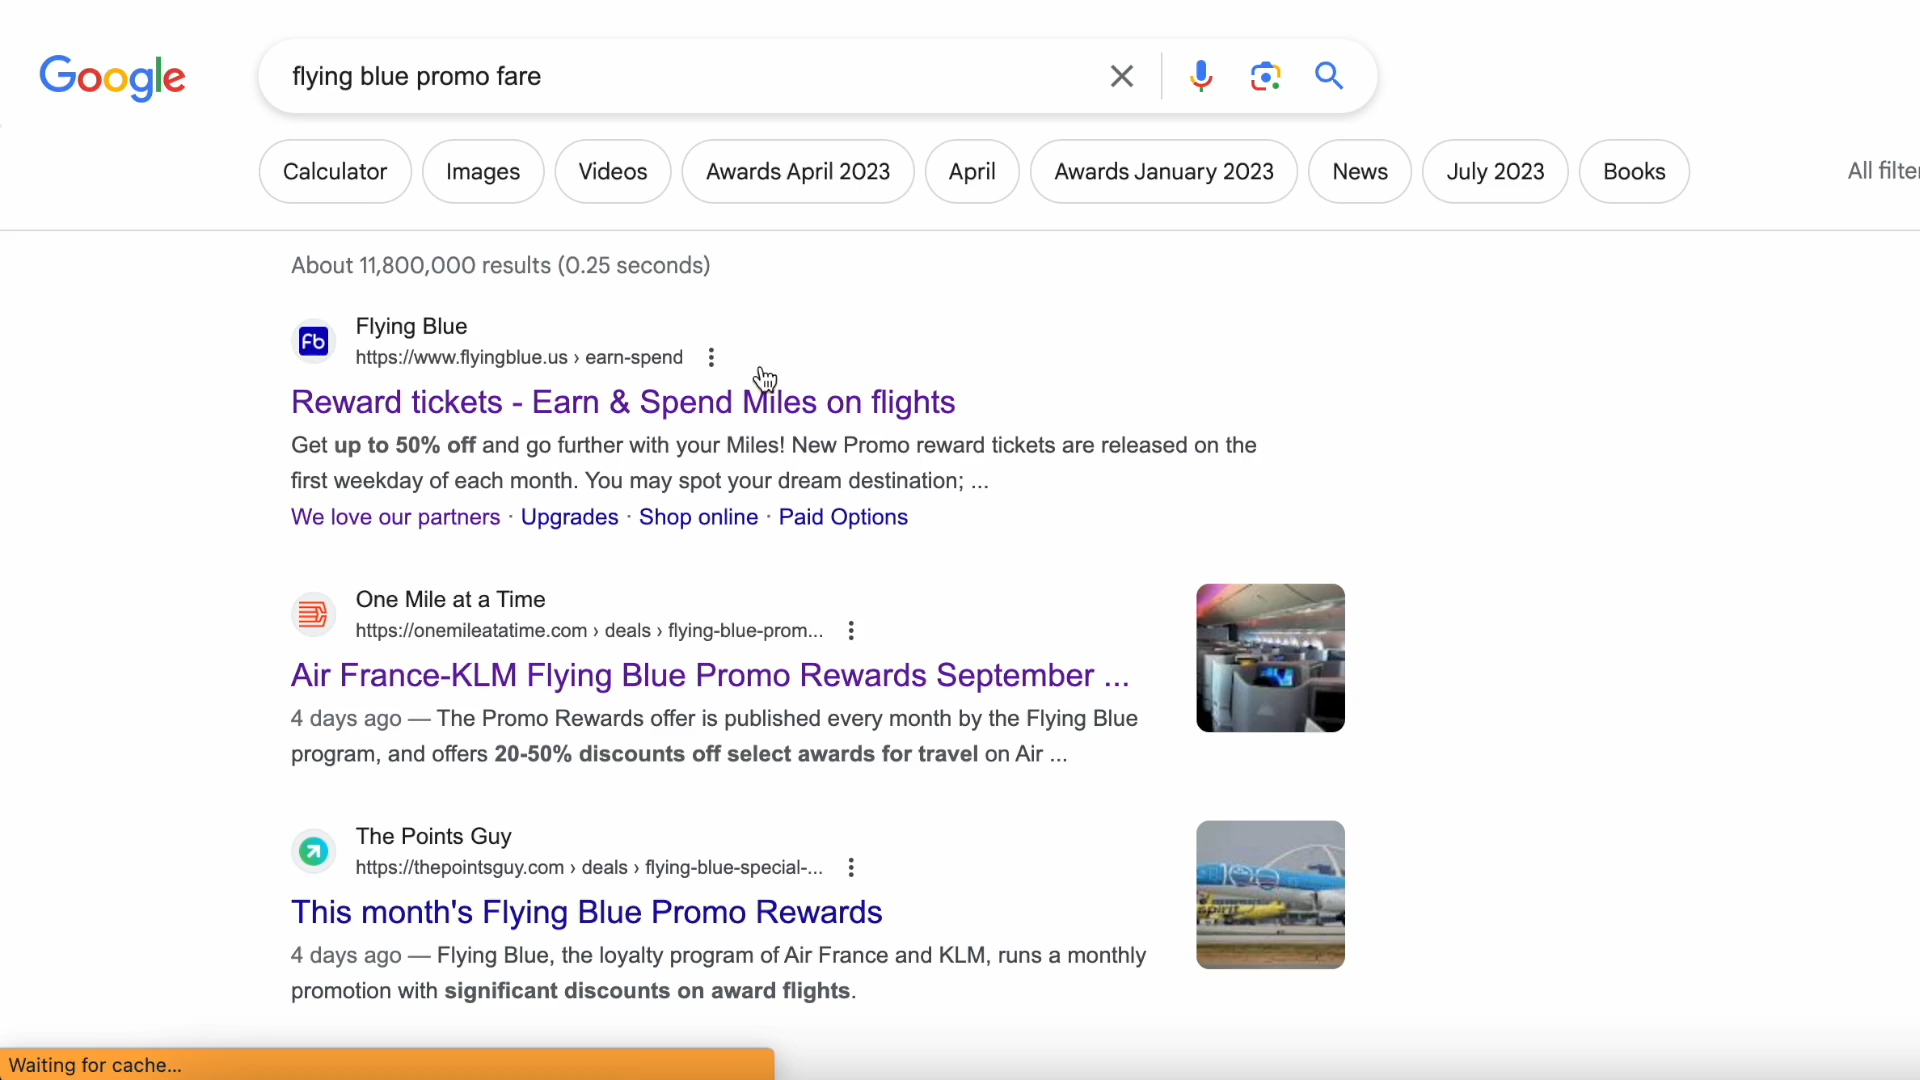 Google
flying blue promo fare
Calculator
Images
Videos
Awards April 2023
April
Awards January 2023
News
July 2023
Books
All filter
About 11,800,000 results (0.25 seconds)
Fb
Flying Blue
https://www.flyingblue.us › earn-spend
Reward tickets - Earn & Spend Miles on flights
Get up to 50% off and go further with your Miles! New Promo reward tickets are released on the
first weekday of each month. You may spot your dream destination; ...
We love our partners · Upgrades · Shop online · Paid Options
One Mile at a Time
https://onemileatatime.com › deals › flying-blue-prom...
Air France-KLM Flying Blue Promo Rewards September ...
4 days ago — The Promo Rewards offer is published every month by the Flying Blue
program, and offers 20-50% discounts off select awards for travel on Air ...
The Points Guy
https://thepointsguy.com › deals › flying-blue-special-...
This month's Flying Blue Promo Rewards
4 days ago — Flying Blue, the loyalty program of Air France and KLM, runs a monthly
promotion with significant discounts on award flights.
100
spirit
Waiting for cache...